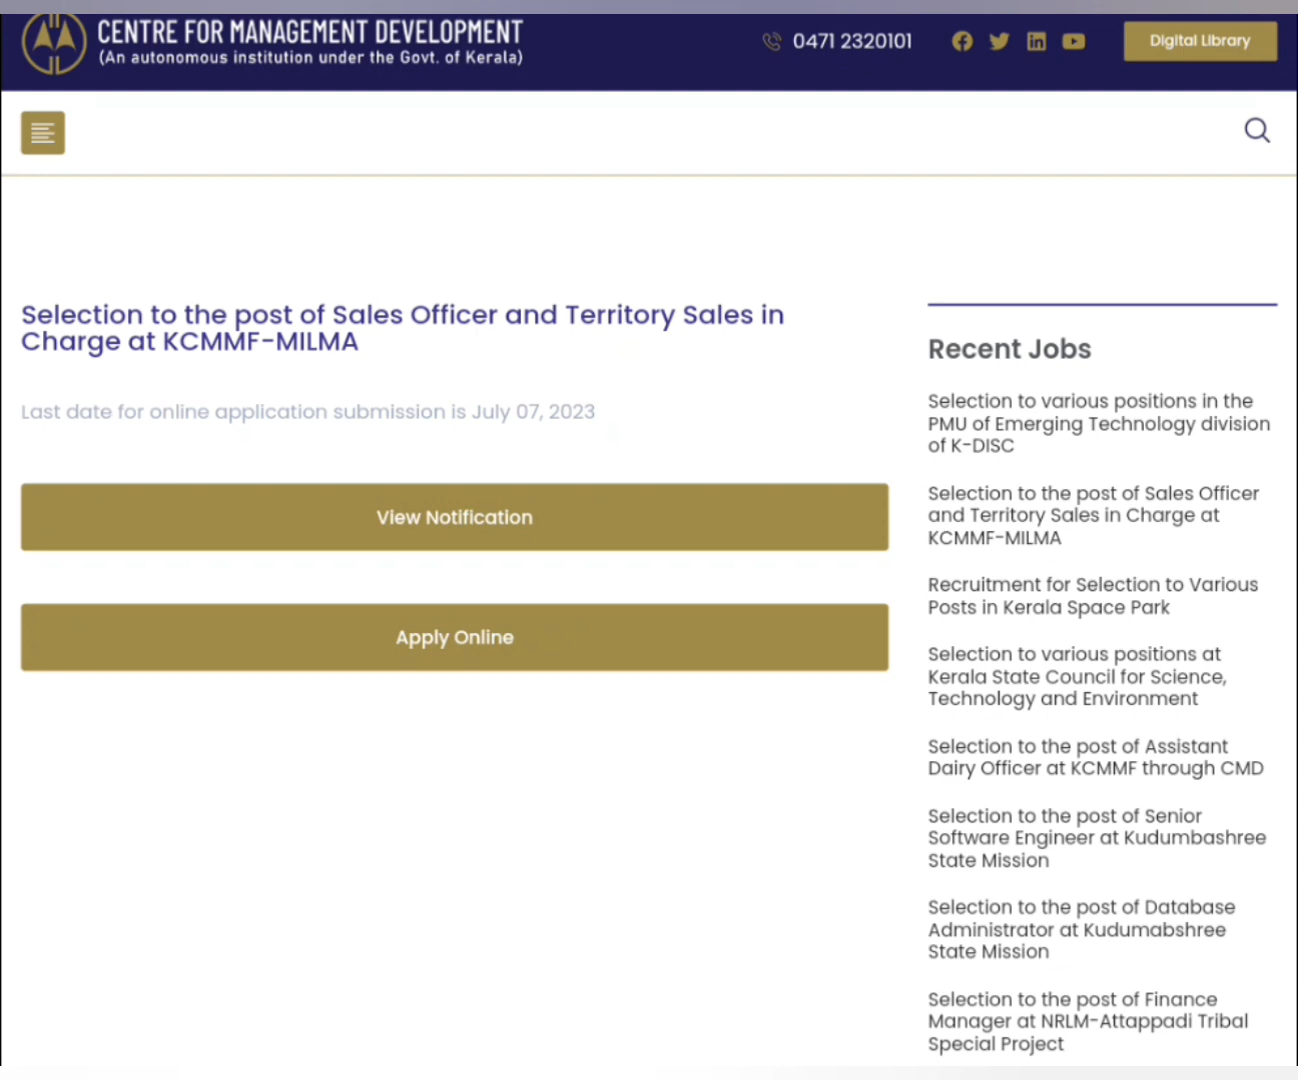 CENTRE FOR MANAGEMENT DEVELOPMENT
(An autonomous institution under the Govt. of Kerala)
0471 2320101
Digital Library
Selection to the post of Sales Officer and Territory Sales in
Charge at KCMMF-MILMA
Last date for online application submission is July 07, 2023
View Notification
Apply Online
Recent Jobs
Selection to various positions in the
PMU of Emerging Technology division
of K-DISC
Selection to the post of Sales Officer
and Territory Sales in Charge at
KCMMF-MILMA
Recruitment for Selection to Various
Posts in Kerala Space Park
Selection to various positions at
Kerala State Council for Science,
Technology and Environment
Selection to the post of Assistant
Dairy Officer at KCMMF through CMD
Selection to the post of Senior
Software Engineer at Kudumbashree
State Mission
Selection to the post of Database
Administrator at Kudumabshree
State Mission
Selection to the post of Finance
Manager at NRLM-Attappadi Tribal
Special Project